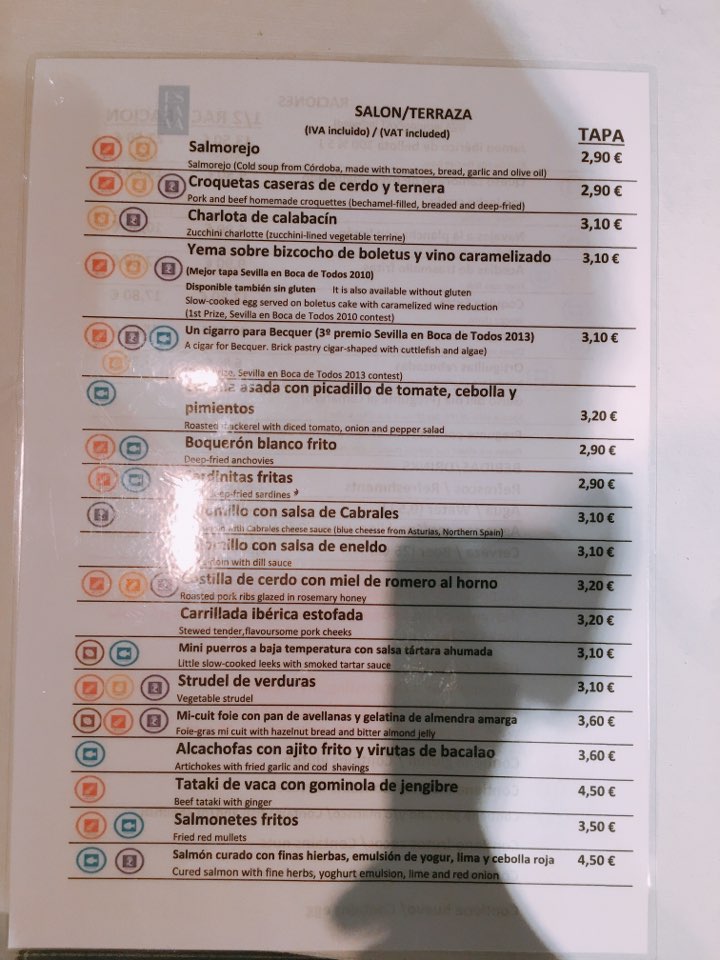 SALON/TERRAZA
(IVA incluido) / (VAT included)
TAPA
Salmorejo
2,90 €
Salmorejo (Cold soup from Córdoba, made with tomatoes, bread, garlic and olive oil)
Croquetas caseras de cerdo y ternera
2,90 €
Pork and beef homemade croquettes (bechamel-filled, breaded and deep-fried)
Charlota de calabacín
3,10 €
Zucchini charlotte (zucchini-lined vegetable terrine)
Yema sobre bizcocho de boletus y vino caramelizado
3,10 €
(Mejor tapa Sevilla en Boca de Todos 2010)
Disponible también sin gluten It is also available without gluten
Slow-cooked egg served on boletus cake with caramelized wine reduction
(1st Prize, Sevilla en Boca de Todos 2010 contest)
Un cigarro para Becquer (3º premio Sevilla en Boca de Todos 2013)
3,10 €
A cigar for Becquer. Brick pastry cigar-shaped with cuttlefish and algae)
Sevilla en Boca de Todos 2013 contest)
asada con picadillo de tomate, cebolla y
pimientos
3,20 €
Roasted mackerel with diced tomato, onion and pepper salad
Boquerón blanco frito
2,90 €
Deep-fried anchovies
fritas
2,90 €
sardines
con salsa de Cabrales
3,10 €
with Cabrales cheese sauce (blue cheesse from Asturias, Northern Spain)
con salsa de eneldo
3,10 €
with dill sauce
Costilla de cerdo con miel de romero al horno
3,20 €
Roasted pork ribs glazed in rosemary honey
Carrillada ibérica estofada
3,20 €
Stewed tender,flavoursome pork cheeks
Mini puerros a baja temperatura con salsa tártara ahumada
3,10 €
Little slow-cooked leeks with smoked tartar sauce
Strudel de verduras
3,10 €
Vegetable strudel
Mi-cuit foie con pan de avellanas y gelatina de almendra amarga
3,60 €
Foie-gras mi cuit with hazelnut bread and bitter almond jelly
Alcachofas con ajito frito y virutas de bacalao
3,60 €
Artichokes with fried garlic and cod shavings
Tataki de vaca con gominola de jengibre
4,50 €
Beef tataki with ginger
Salmonetes fritos
3,50 €
Fried red mullets
Salmón curado con finas hierbas, emulsión de yogur, lima y cebolla roja
4,50 €
Cured salmon with fine herbs, yoghurt emulsion, lime and red onion